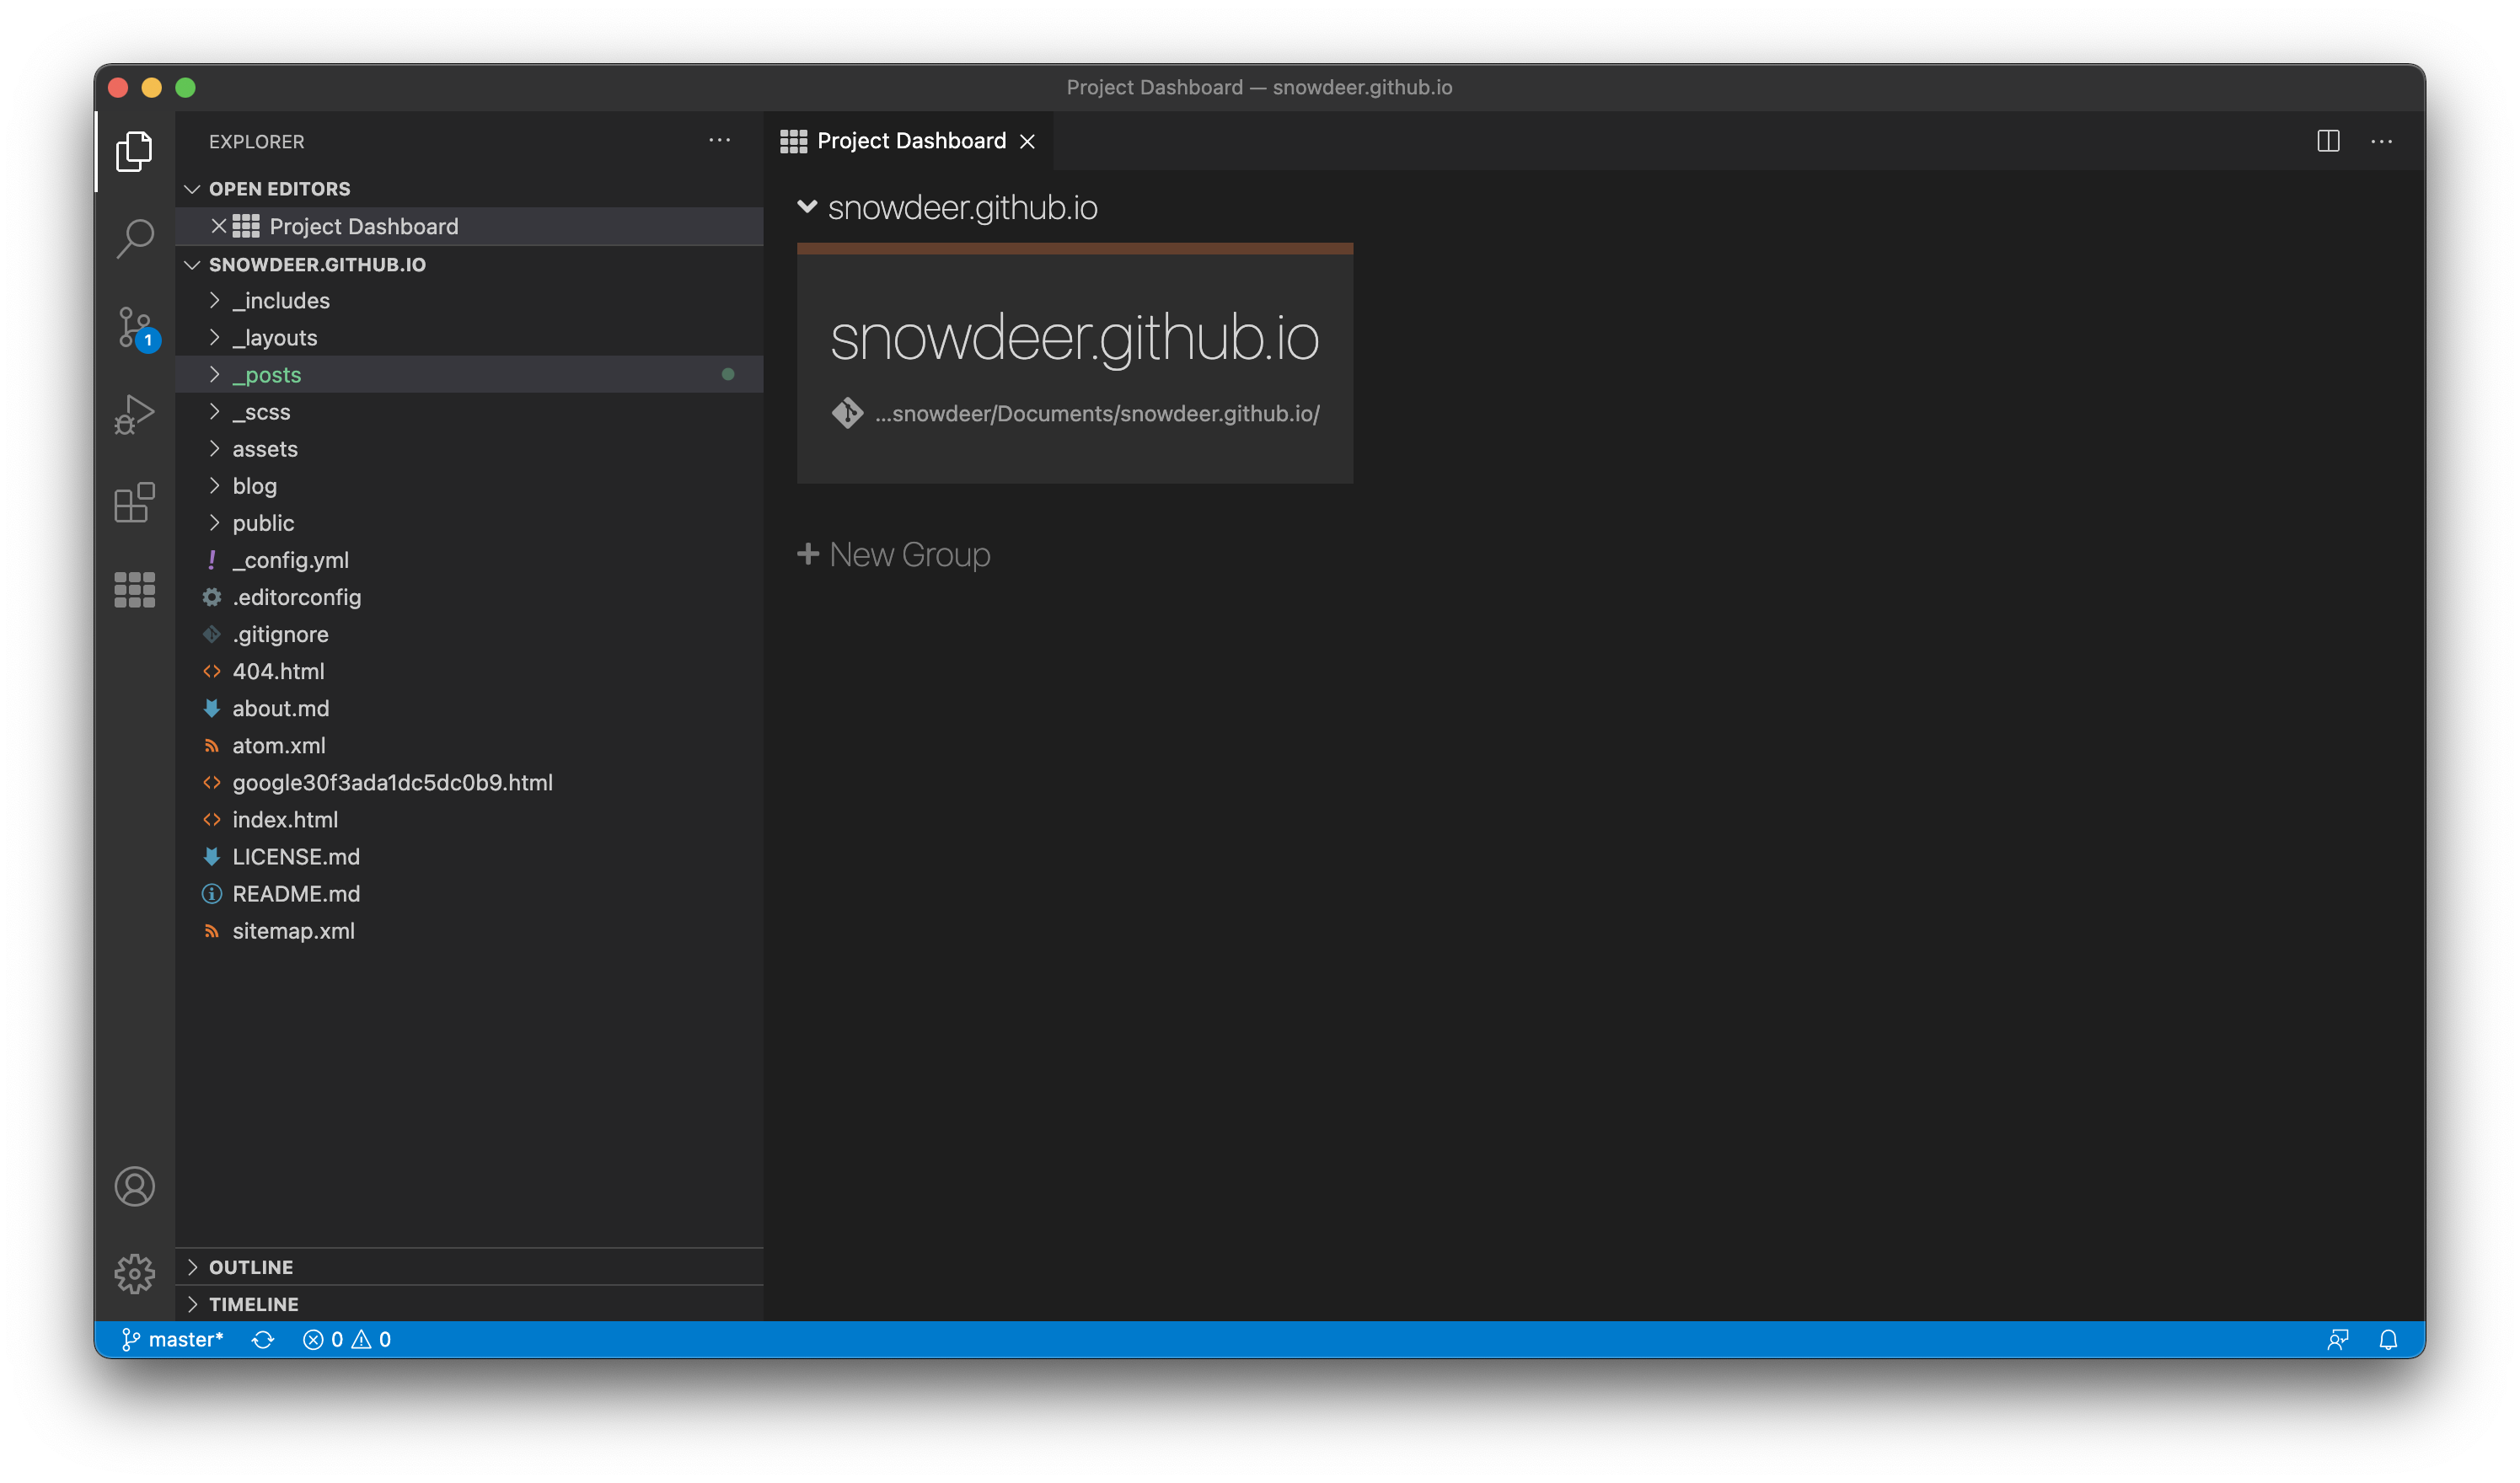 Project Dashboard — snowdeer.github.io
EXPLORER
Project Dashboard
OPEN EDITORS
Project Dashboard
SNOWDEER.GITHUB.IO
_includes
_layouts
_posts
_scss
assets
blog
public
_config.yml
.editorconfig
.gitignore
404.html
about.md
atom.xml
google30f3ada1dc5dc0b9.html
index.html
LICENSE.md
README.md
sitemap.xml
OUTLINE
TIMELINE
snowdeer.github.io
snowdeer.github.io
...snowdeer/Documents/snowdeer.github.io/
New Group
1
master*
0
0